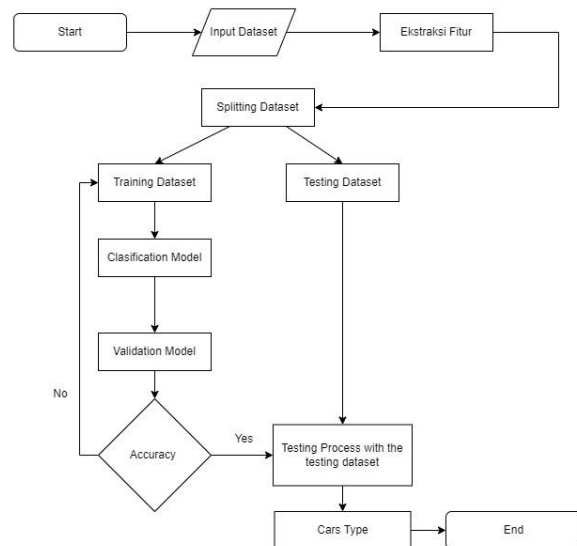 Start
Input Dataset
Ekstraksi Fitur
Splitting Dataset
Training Dataset
Testing Dataset
Clasification Model
Validation Model
No
Accuracy
Yes
Testing Process with the
testing dataset
Cars Type
End